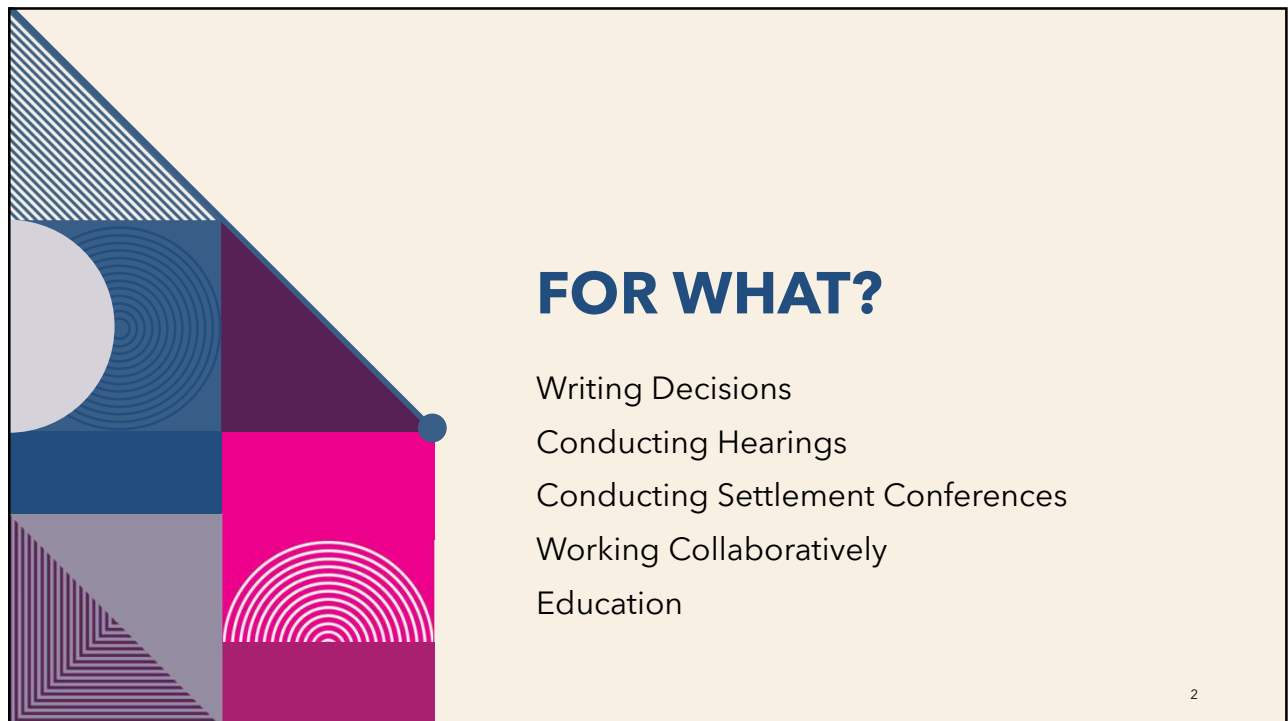 FOR WHAT?
Writing Decisions
Conducting Hearings
Conducting Settlement Conferences
Working Collaboratively
Education
2